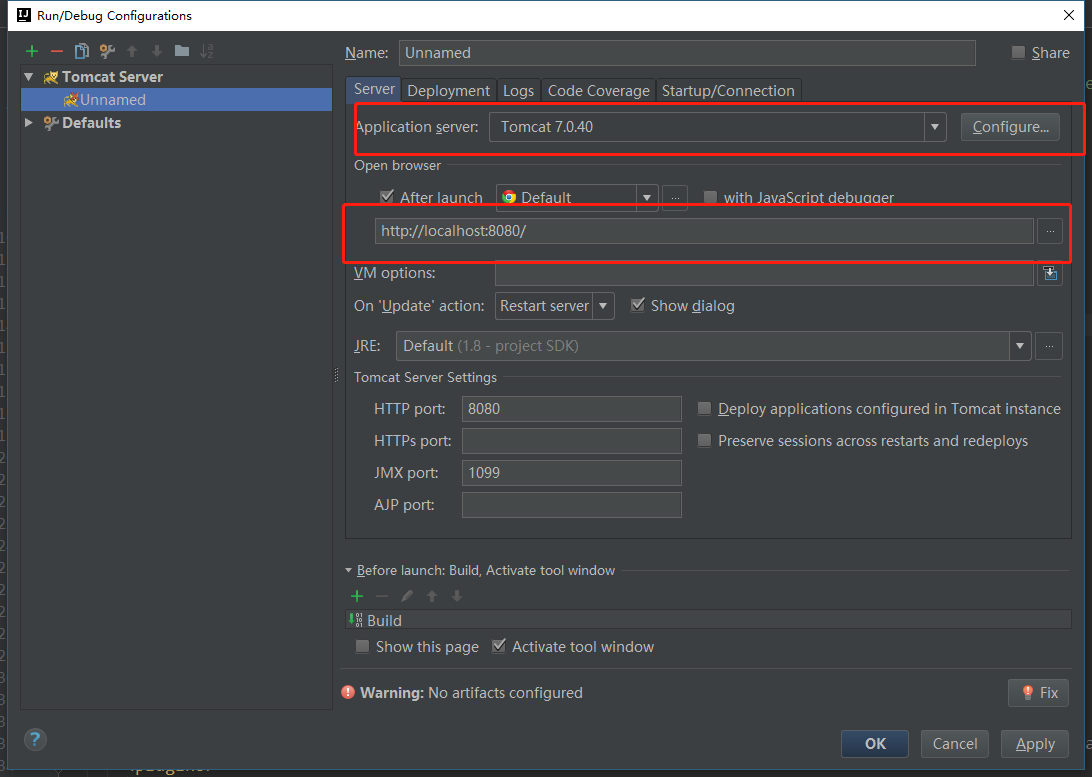 Run/Debug Configurations
Name: Unnamed Share
Tomcat Server
Unnamed
Defaults
Server Deployment Logs Code Coverage Startup/Connection
Application server: Tomcat 7.0.40 Configure...
Open browser
After launch Default ... with JavaScript debugger
http://localhost:8080/ ...
VM options:
On 'Update' action: Restart server Show dialog
JRE: Default (1.8 - project SDK) ...
Tomcat Server Settings
HTTP port: 8080 Deploy applications configured in Tomcat instance
HTTPs port: Preserve sessions across restarts and redeploys
JMX port: 1099
AJP port:
Before launch: Build, Activate tool window
Build
Show this page Activate tool window
Warning: No artifacts configured Fix
? OK Cancel Apply